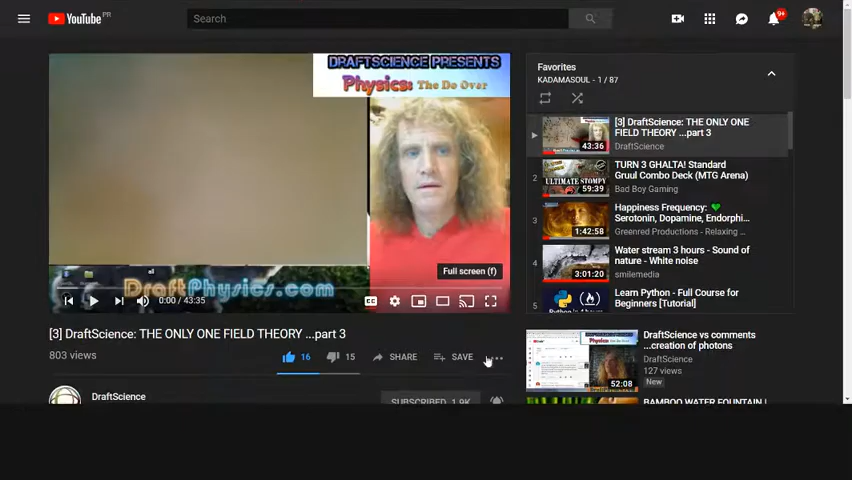 YouTube PR
Search
9+
DRAFTSCIENCE PRESENTS
Physics: The Do Over
Full screen (f)
DraftPhysics.com
CC
0:00 / 43:35
[3] DraftScience: THE ONLY ONE FIELD THEORY ...part 3
803 views
16
15
SHARE
SAVE
DraftScience
SUBSCRIBED 1.9K
Favorites
KADAMASOUL - 1 / 87
43:36
[3] DraftScience: THE ONLY ONE
FIELD THEORY ...part 3
DraftScience
2
ULTIMATE STOMPY
59:39
TURN 3 GHALTA! Standard
Gruul Combo Deck (MTG Arena)
Bad Boy Gaming
3
1:42:58
Happiness Frequency: 💚
Serotonin, Dopamine, Endorphi...
Greenred Productions - Relaxing ...
4
3:01:20
Water stream 3 hours - Sound of
nature - White noise
smilemedia
5
Learn Python - Full Course for
Beginners [Tutorial]
52:08
DraftScience vs comments
...creation of photons
DraftScience
127 views
New
BAMBOO WATER FOUNTAIN |